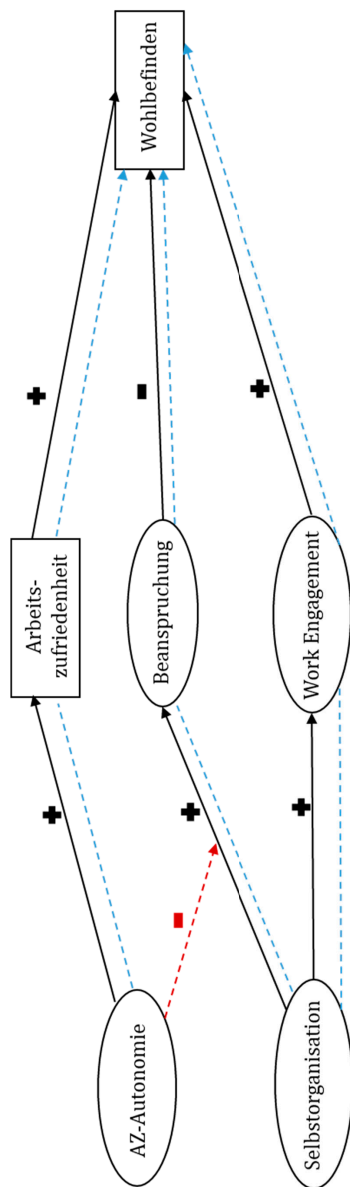 AZ-Autonomie
Selbstorganisation
Arbeits-
zufriedenheit
Beanspruchung
Work Engagement
Wohlbefinden
+
+
+
-
+
-
+